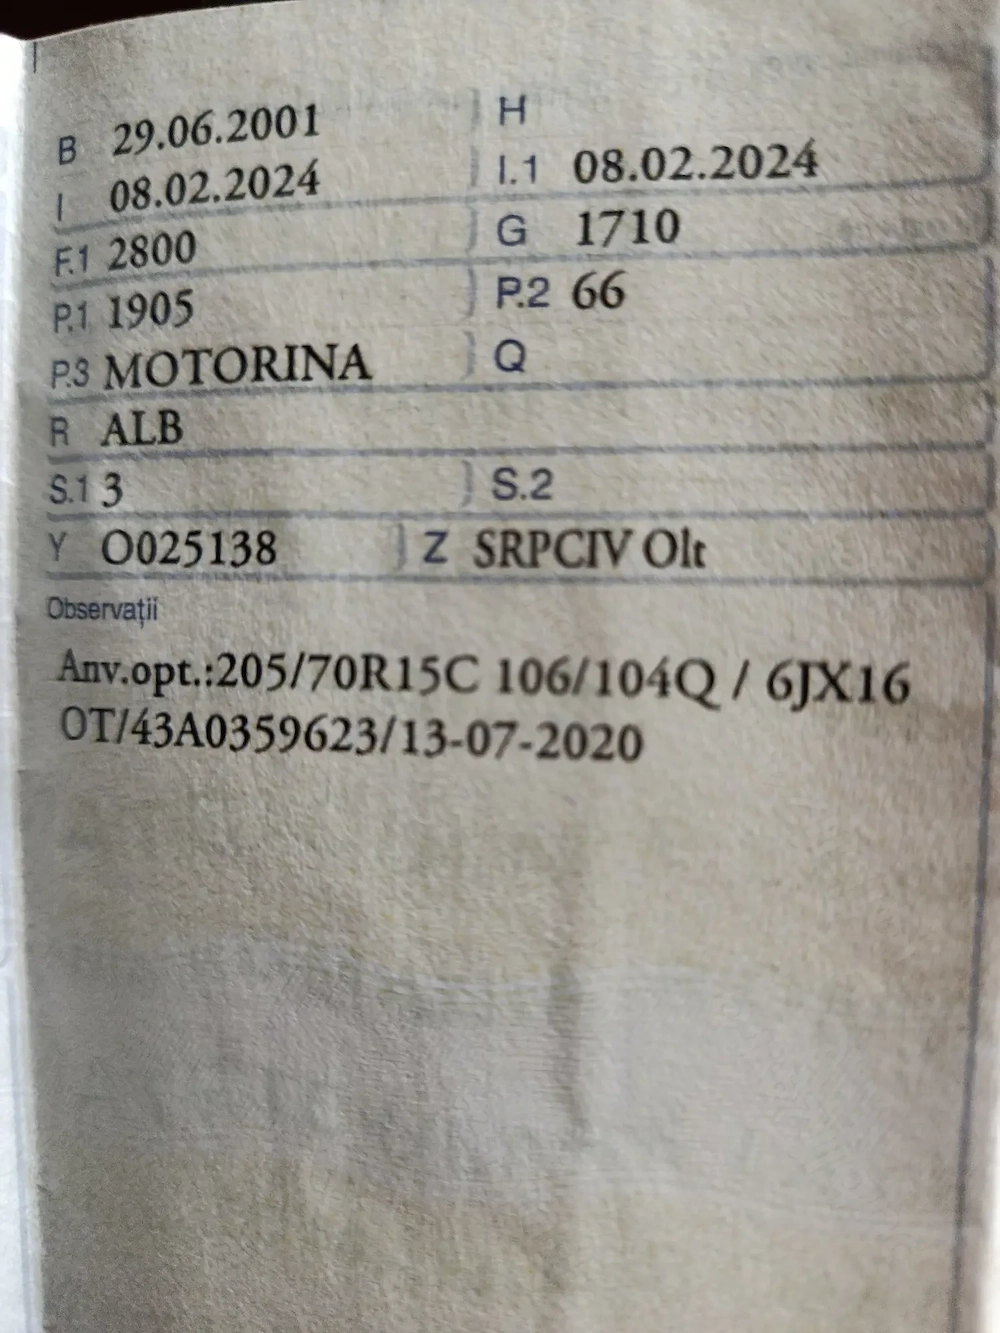 B 29.06.2001 H
I 08.02.2024 I.1 08.02.2024
F.1 2800 G 1710
P.1 1905 P.2 66
P.3 MOTORINA Q
R ALB
S.1 3 S.2
Y O025138 Z SRPCIV Olt
Observații
Anv.opt.:205/70R15C 106/104Q / 6JX16
OT/43A0359623/13-07-2020